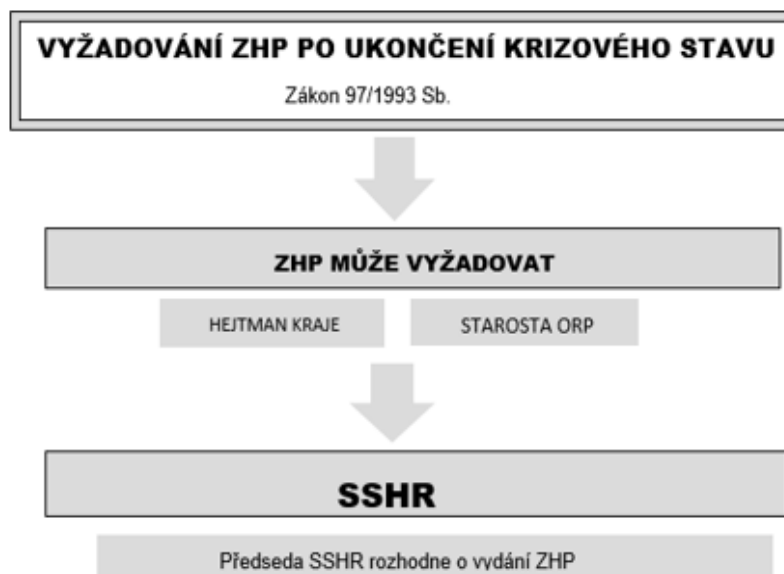 VYŽADOVÁNÍ ZHP PO UKONČENÍ KRIZOVÉHO STAVU
Zákon 97/1993 Sb.
ZHP MŮŽE VYŽADOVAT
HEJTMAN KRAJE
STAROSTA ORP
SSHR
Předseda SSHR rozhodne o vydání ZHP